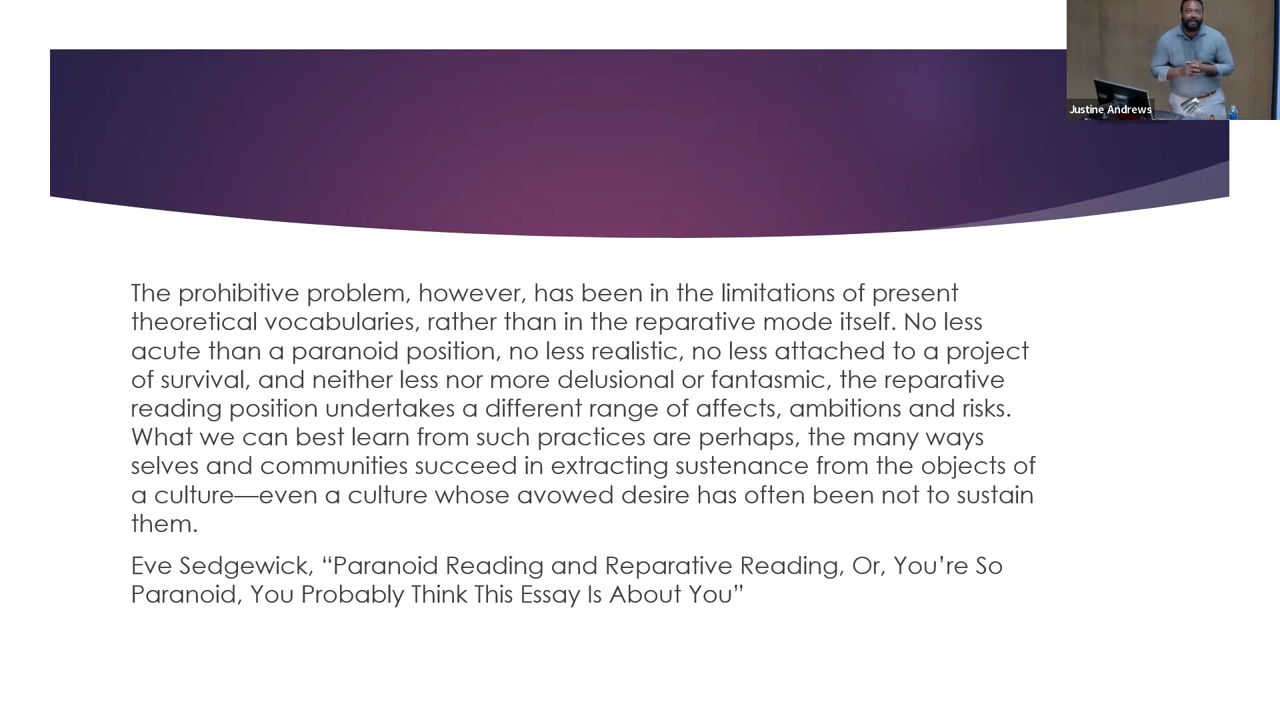 Justine Andrews
The prohibitive problem, however, has been in the limitations of present
theoretical vocabularies, rather than in the reparative mode itself. No less
acute than a paranoid position, no less realistic, no less attached to a project
of survival, and neither less nor more delusional or fantasmic, the reparative
reading position undertakes a different range of affects, ambitions and risks.
What we can best learn from such practices are perhaps, the many ways
selves and communities succeed in extracting sustenance from the objects of
a culture—even a culture whose avowed desire has often been not to sustain
them.
Eve Sedgewick, “Paranoid Reading and Reparative Reading, Or, You’re So
Paranoid, You Probably Think This Essay Is About You”